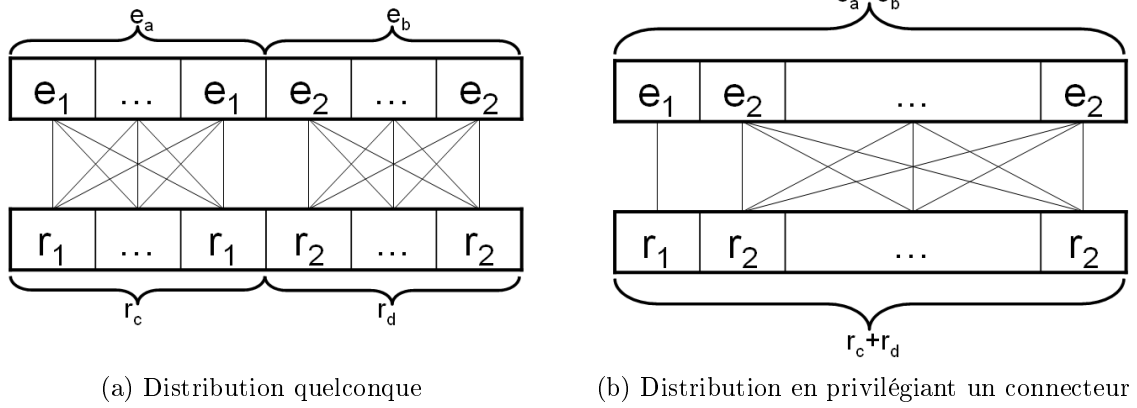 e_a e_b
e_1 ... e_1 e_2 ... e_2
r_1 ... r_1 r_2 ... r_2
r_c r_d
(a) Distribution quelconque
e_1 e_2 ... e_2
r_1 r_2 ... r_2
r_c+r_d
(b) Distribution en privilégiant un connecteur